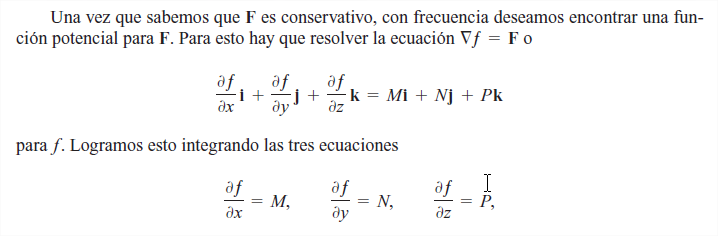 Una vez que sabemos que F es conservativo, con frecuencia deseamos encontrar una fun-
ción potencial para F. Para esto hay que resolver la ecuación ∇f = F o
∂f/∂x i + ∂f/∂y j + ∂f/∂z k = Mi + Nj + Pk
para f. Logramos esto integrando las tres ecuaciones
∂f/∂x = M, ∂f/∂y = N, ∂f/∂z = P,